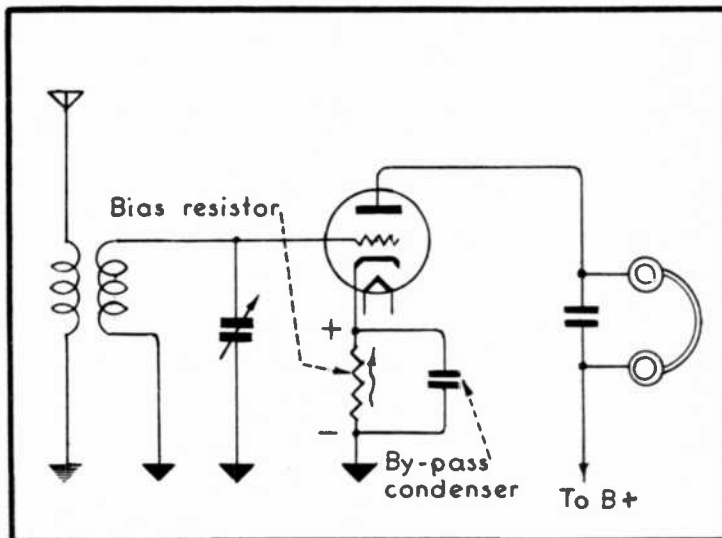 Bias resistor
+
−
By-pass
condenser
To B+